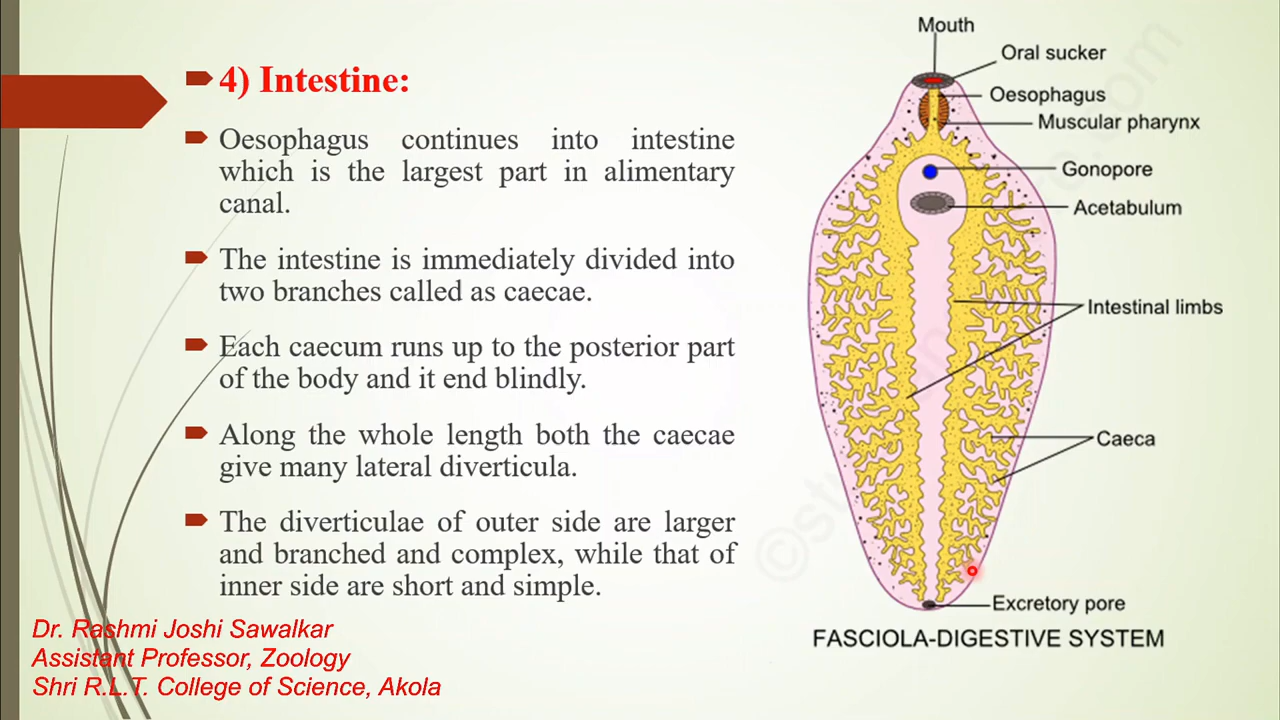 4) Intestine:
Oesophagus continues into intestine
which is the largest part in alimentary
canal.
The intestine is immediately divided into
two branches called as caecae.
Each caecum runs up to the posterior part
of the body and it end blindly.
Along the whole length both the caecae
give many lateral diverticula.
The diverticulae of outer side are larger
and branched and complex, while that of
inner side are short and simple.
Dr. Rashmi Joshi Sawalkar
Assistant Professor, Zoology
Shri R.L.T. College of Science, Akola
Mouth
Oral sucker
Oesophagus
Muscular pharynx
Gonopore
Acetabulum
Intestinal limbs
Caeca
Excretory pore
FASCIOLA-DIGESTIVE SYSTEM